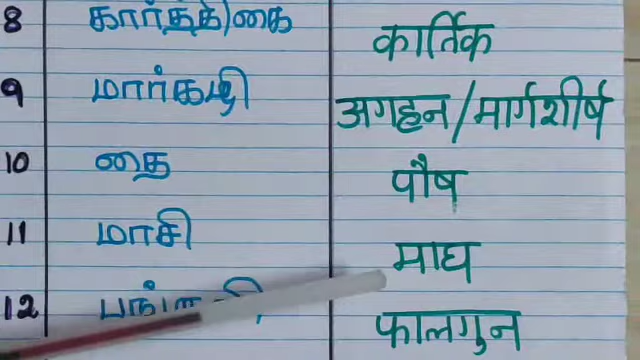 8 கார்த்திகை कार्तिक
9 மார்கழி अगहन/मार्गशीर्ष
10 தை पौष
11 மாசி माघ
12 फालगुन